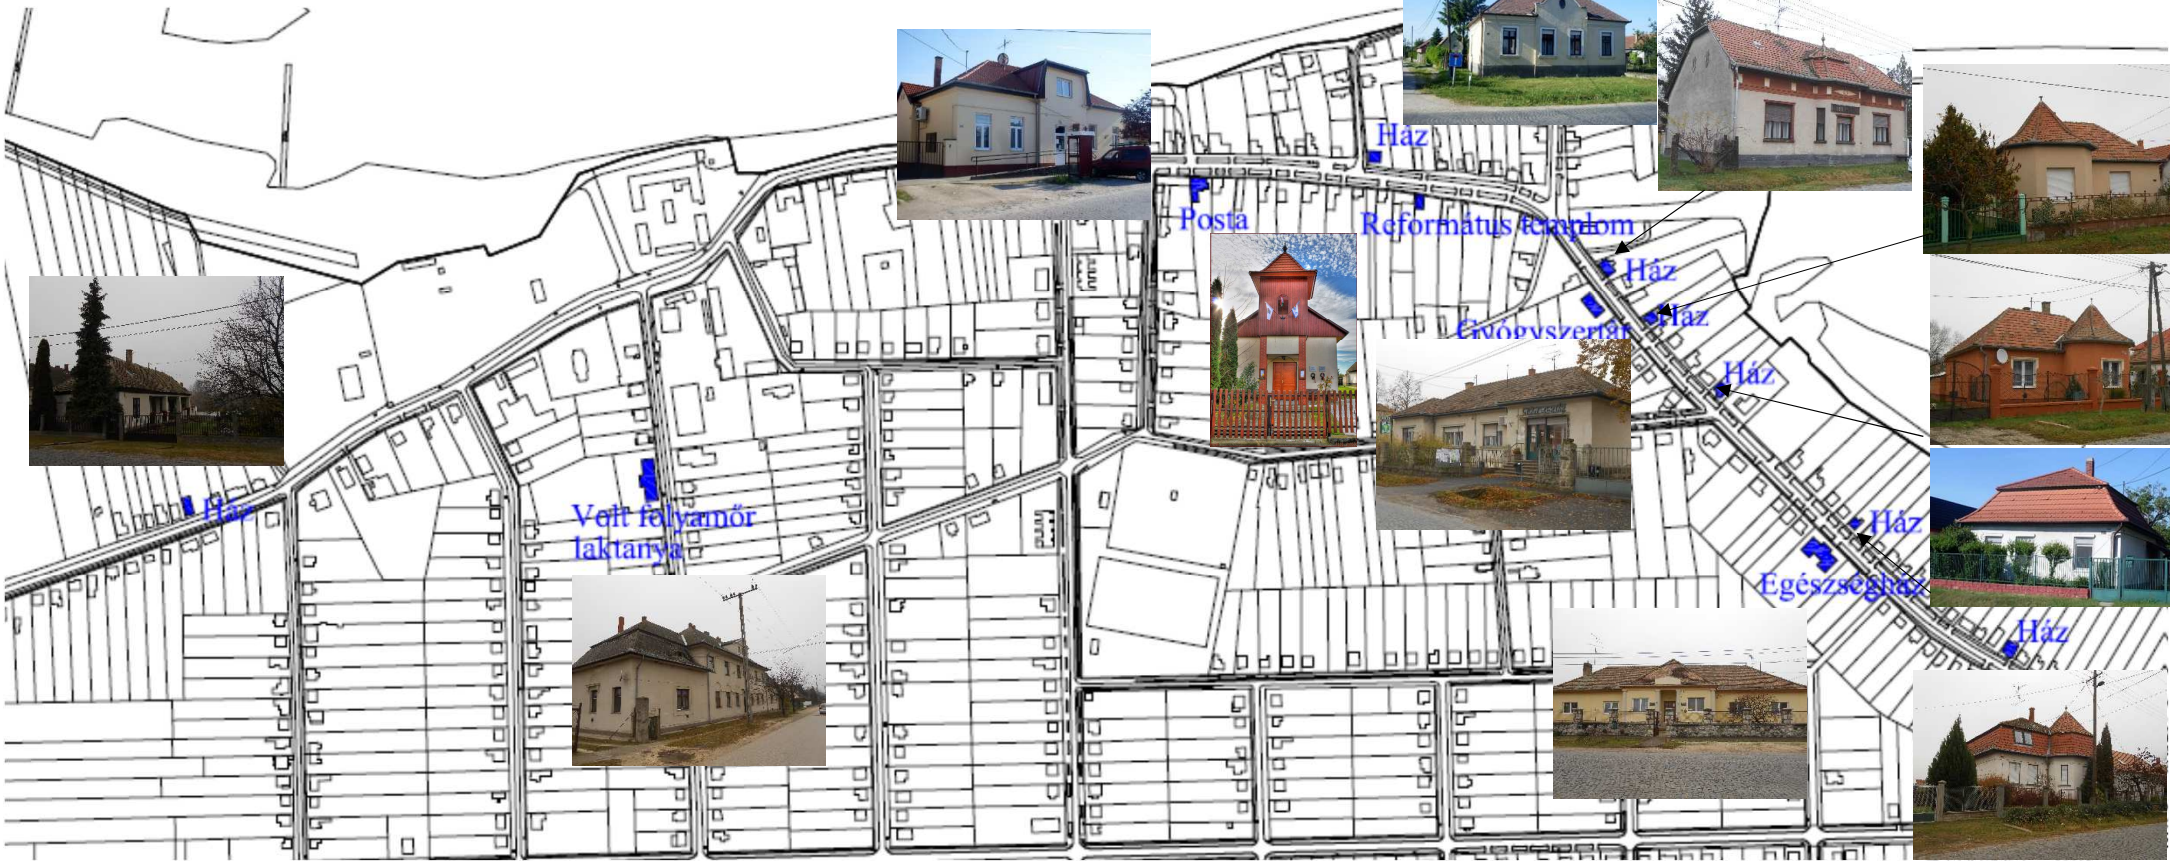 Ház
Posta
Református templom
Ház
Gyógyszertár
Ház
Ház
Ház
Volt folyamőr
laktanya
Ház
Egészségház
Ház